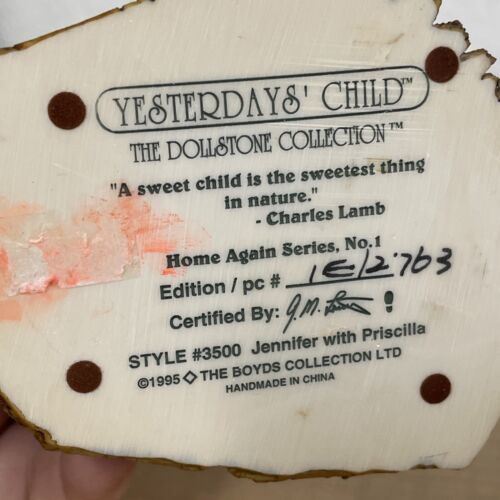 YESTERDAYS' CHILD™
THE DOLLSTONE COLLECTION™
"A sweet child is the sweetest thing
in nature."
- Charles Lamb
Home Again Series, No.1
Edition / pc # 1E/2763
Certified By:
STYLE #3500 Jennifer with Priscilla
©1995 ◇ THE BOYDS COLLECTION LTD
HANDMADE IN CHINA